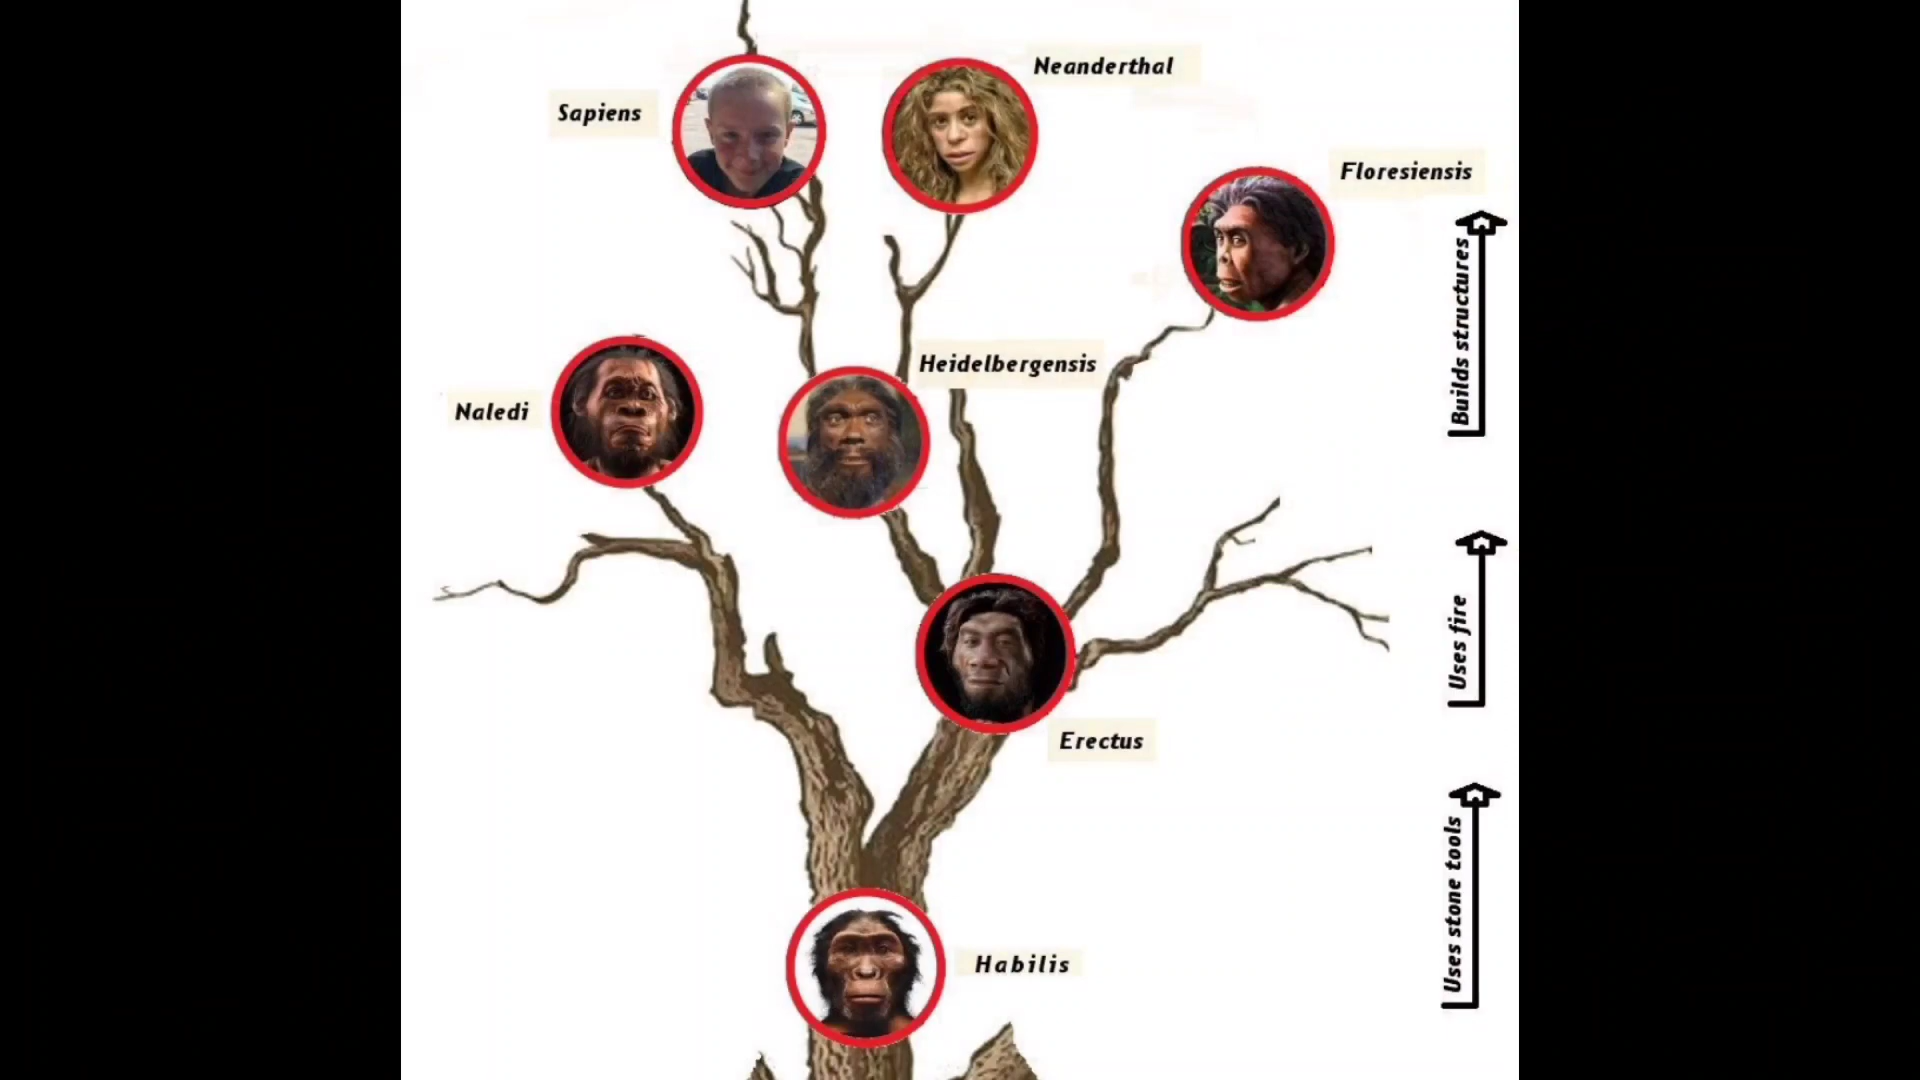 Neanderthal
Sapiens
Floresiensis
Builds structures
Heidelbergensis
Naledi
Uses fire
Erectus
Uses stone tools
Habilis